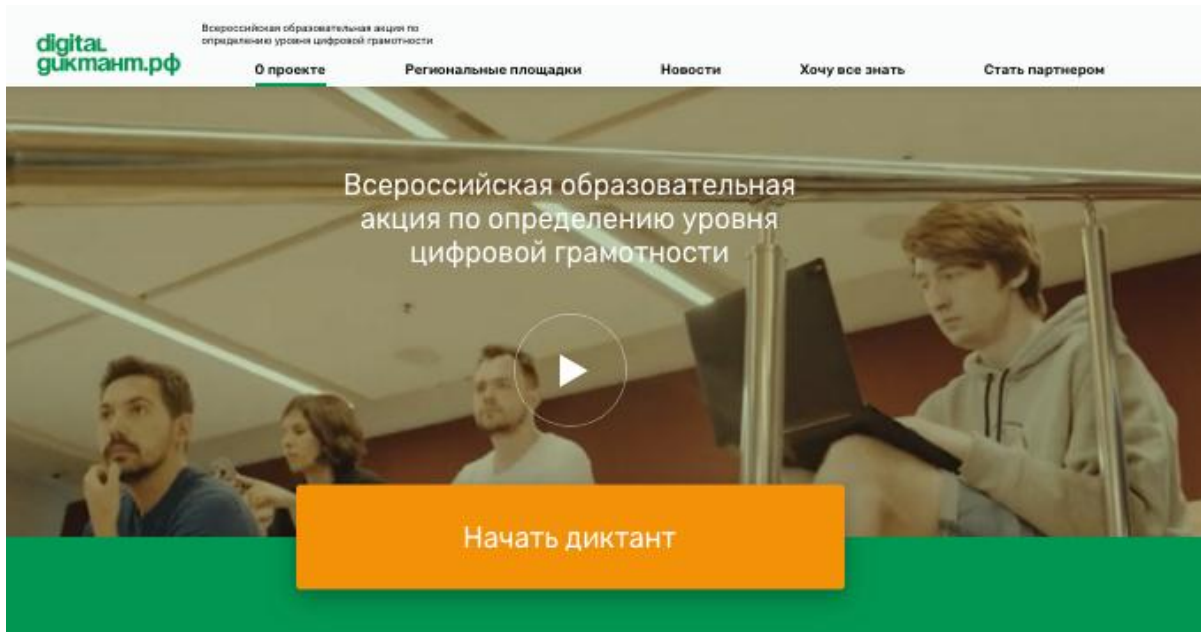 digital
диктант.рф
Всероссийская образовательная акция по
определению уровня цифровой грамотности
О проекте Региональные площадки Новости Хочу все знать Стать партнером
Всероссийская образовательная
акция по определению уровня
цифровой грамотности
Начать диктант